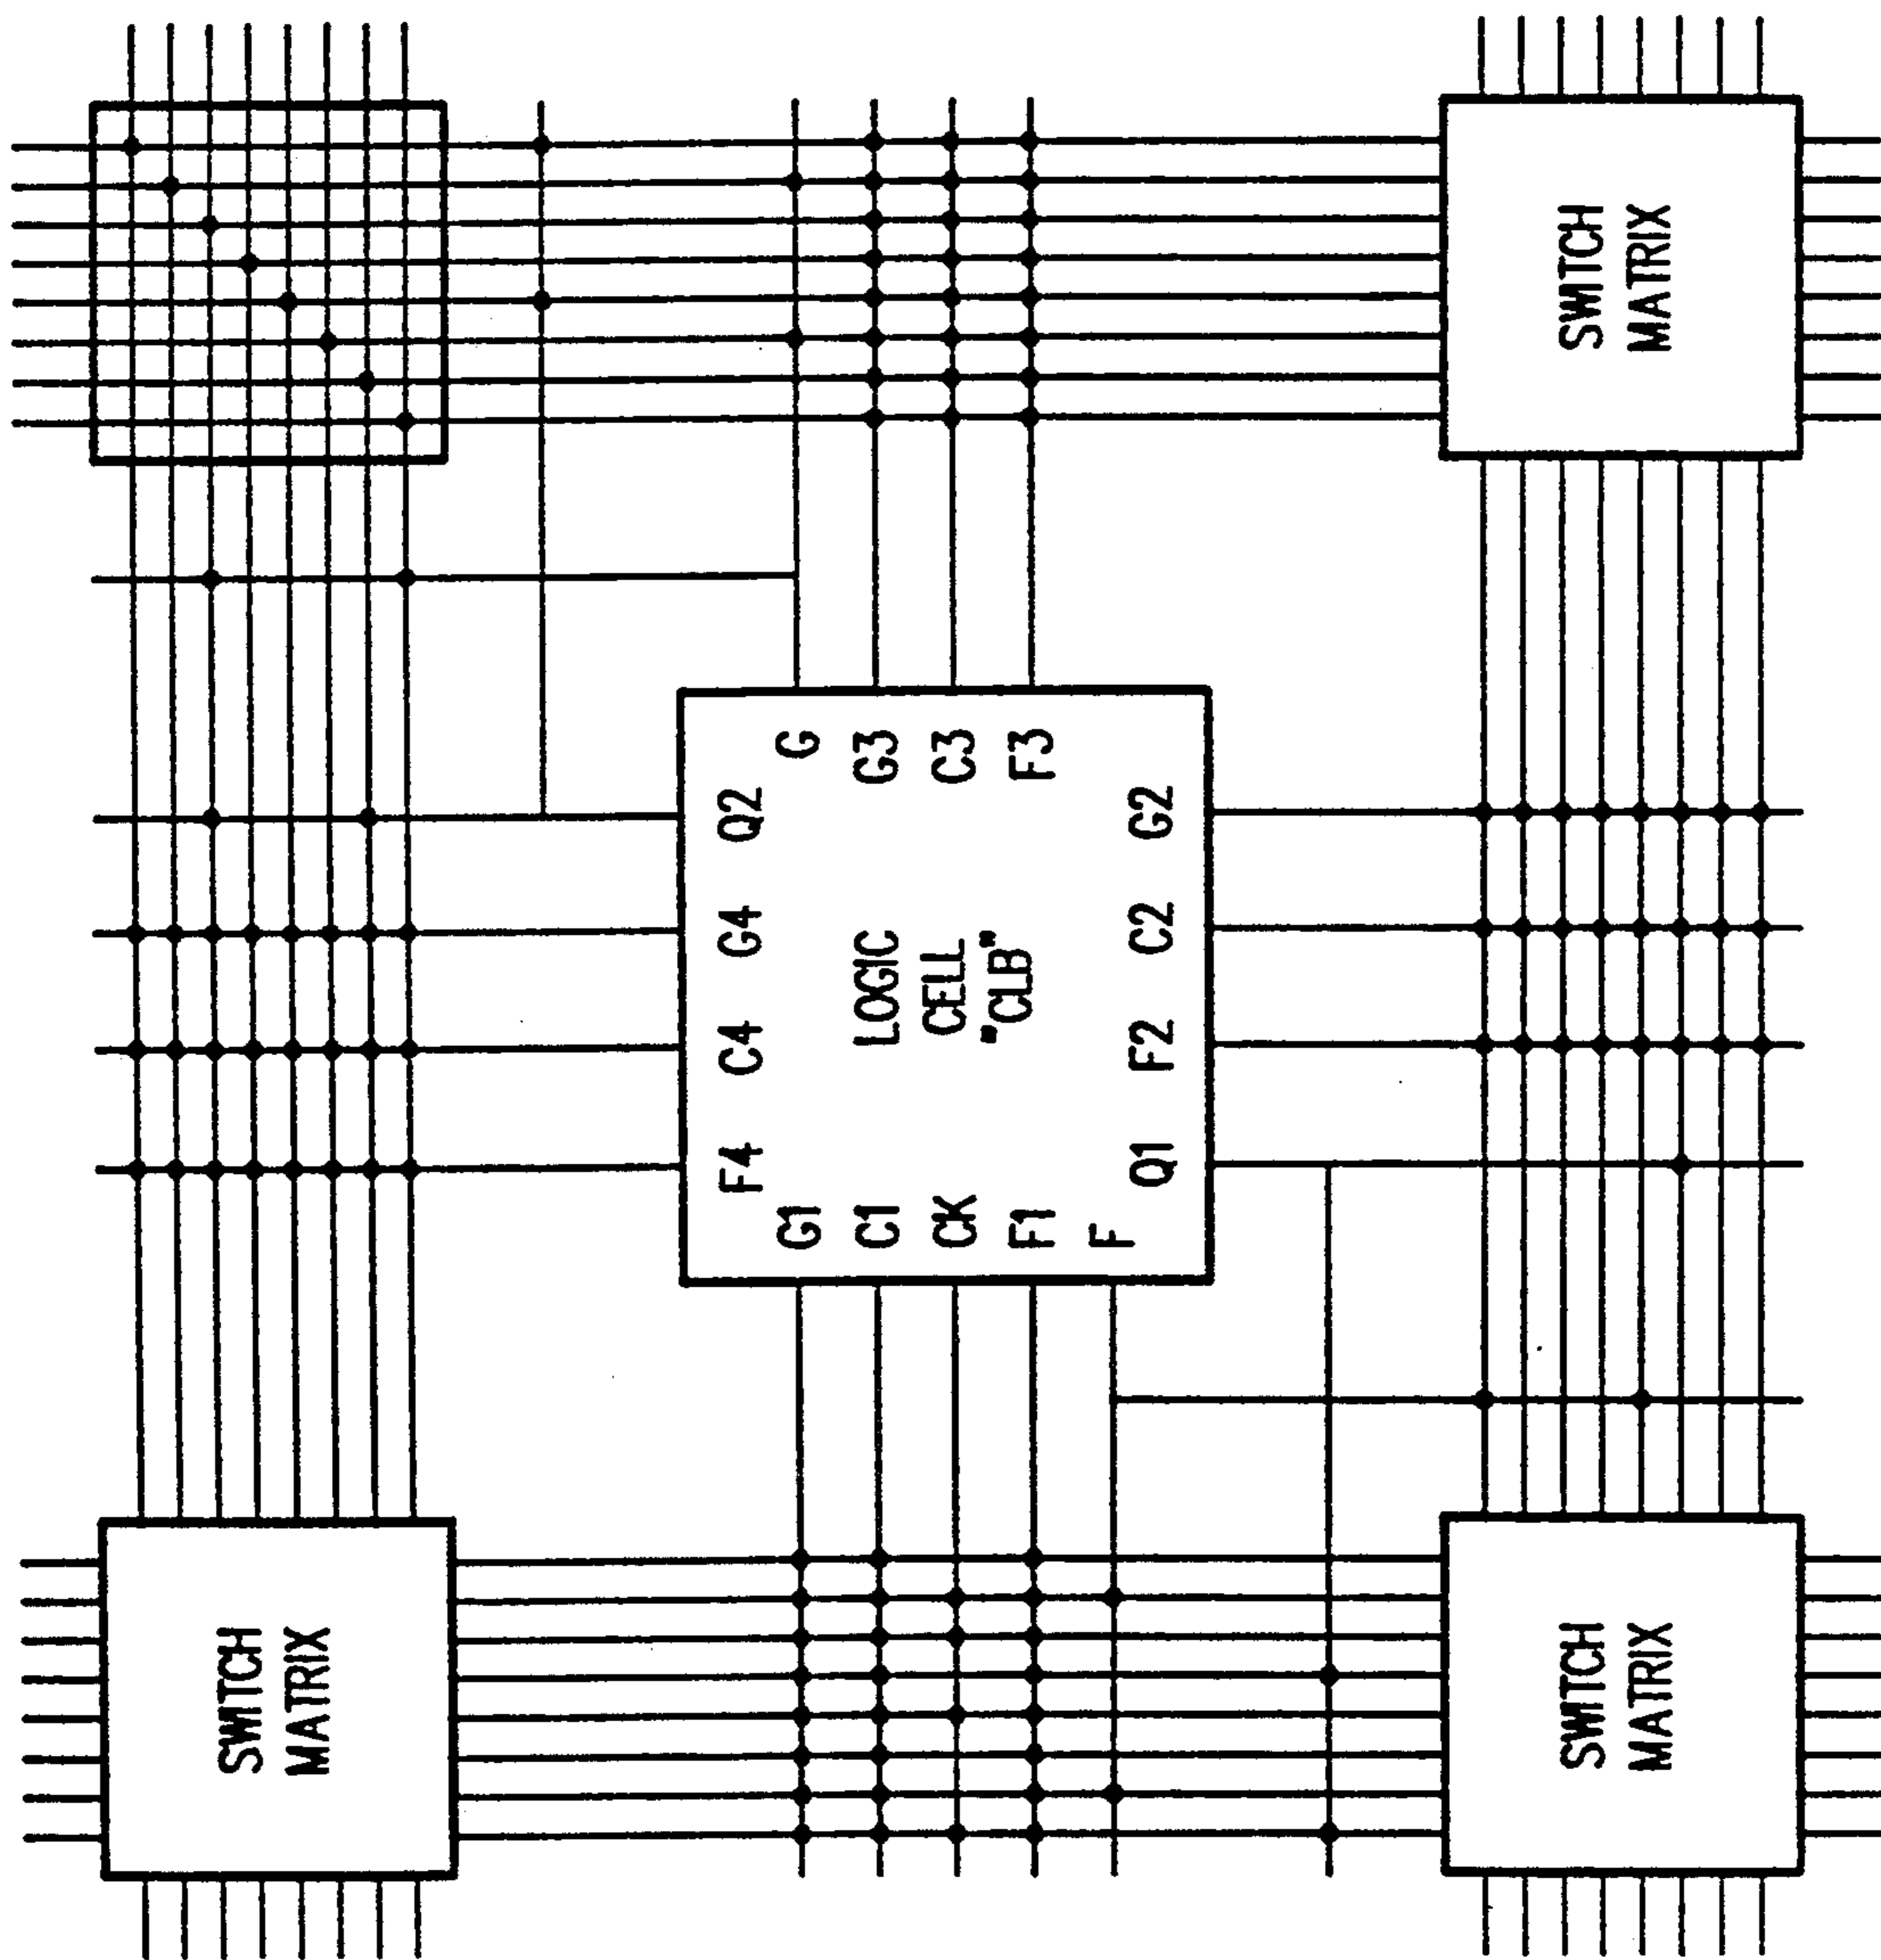 SWITCH
MATRIX
F4 C4 G4 Q2
G1 G
C1 LOGIC G3
CK CELL C3
F1 "CLB" F3
F
Q1 F2 C2 G2
SWITCH
MATRIX
SWITCH
MATRIX